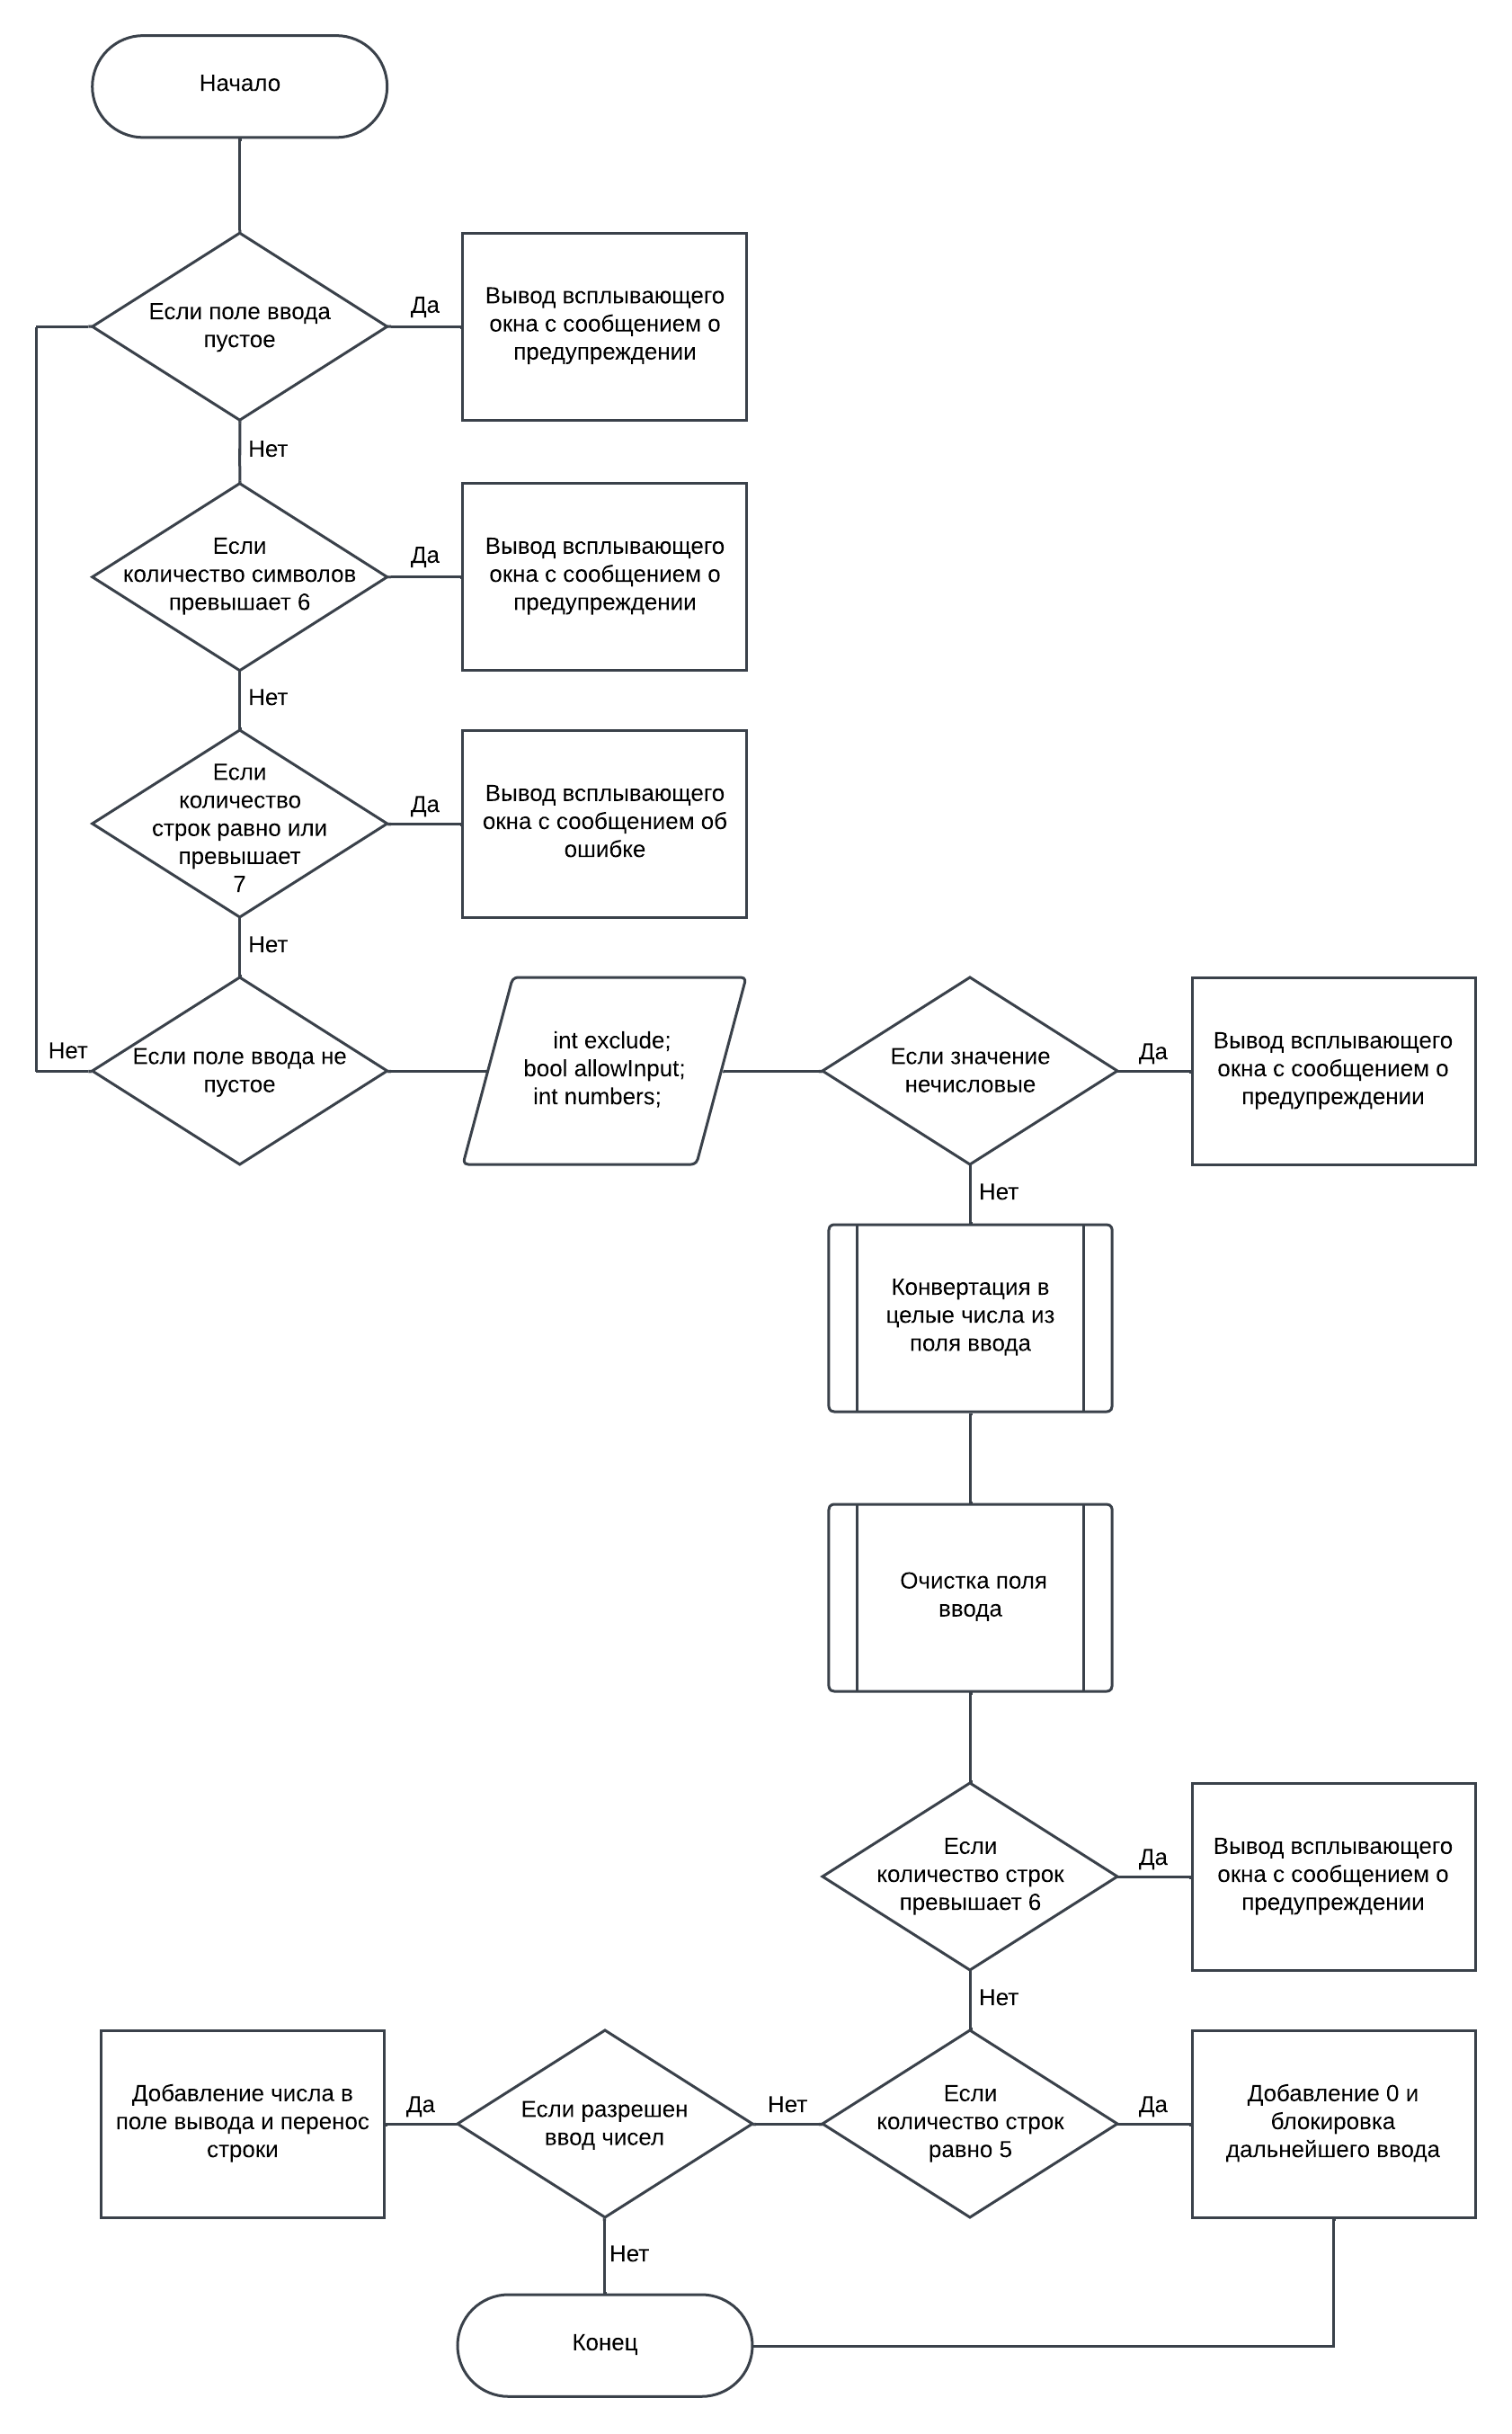 Начало
Если поле ввода
пустое
Да
Вывод всплывающего
окна с сообщением о
предупреждении
Нет
Если
количество символов
превышает 6
Да
Вывод всплывающего
окна с сообщением о
предупреждении
Нет
Если
количество
строк равно или
превышает
7
Да
Вывод всплывающего
окна с сообщением об
ошибке
Нет
Нет
Если поле ввода не
пустое
int exclude;
bool allowInput;
int numbers;
Если значение
нечисловые
Да
Вывод всплывающего
окна с сообщением о
предупреждении
Нет
Конвертация в
целые числа из
поля ввода
Очистка поля
ввода
Если
количество строк
превышает 6
Да
Вывод всплывающего
окна с сообщением о
предупреждении
Нет
Добавление числа в
поле вывода и перенос
строки
Да
Если разрешен
ввод чисел
Нет
Если
количество строк
равно 5
Да
Добавление 0 и
блокировка
дальнейшего ввода
Нет
Конец